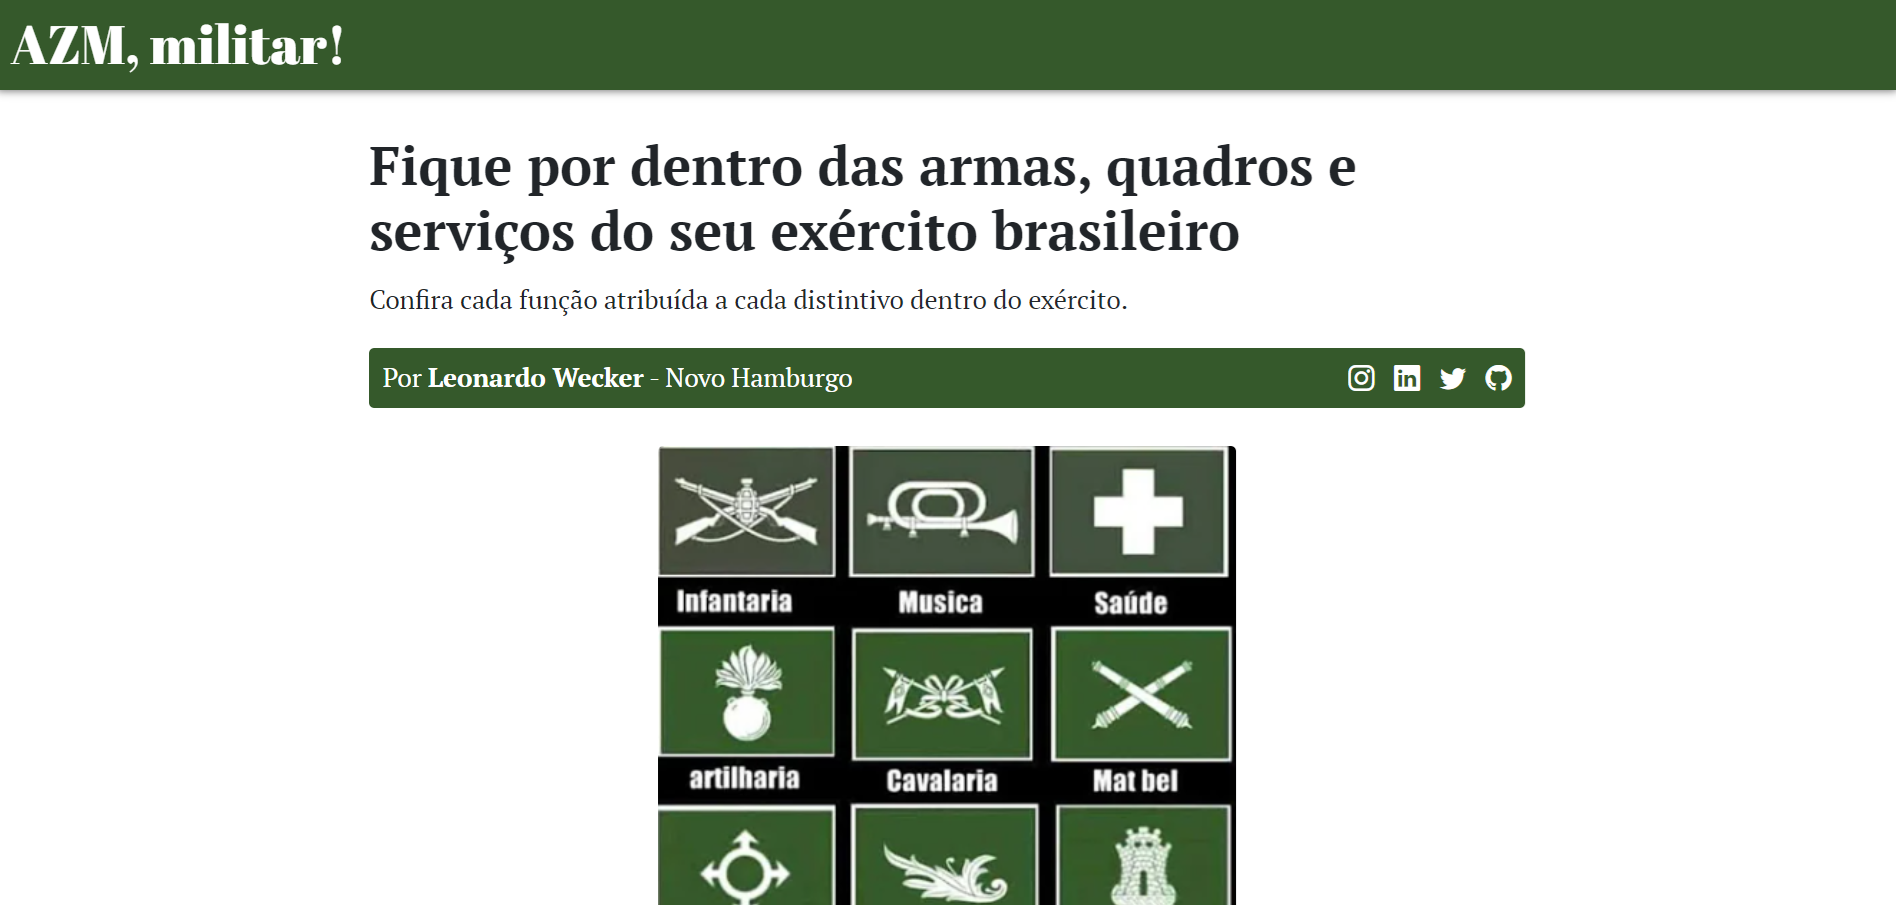 AZM, militar!
Fique por dentro das armas, quadros e
serviços do seu exército brasileiro
Confira cada função atribuída a cada distintivo dentro do exército.
Por Leonardo Wecker - Novo Hamburgo
Infantaria Musica Saúde
artilharia Cavalaria Mat bel